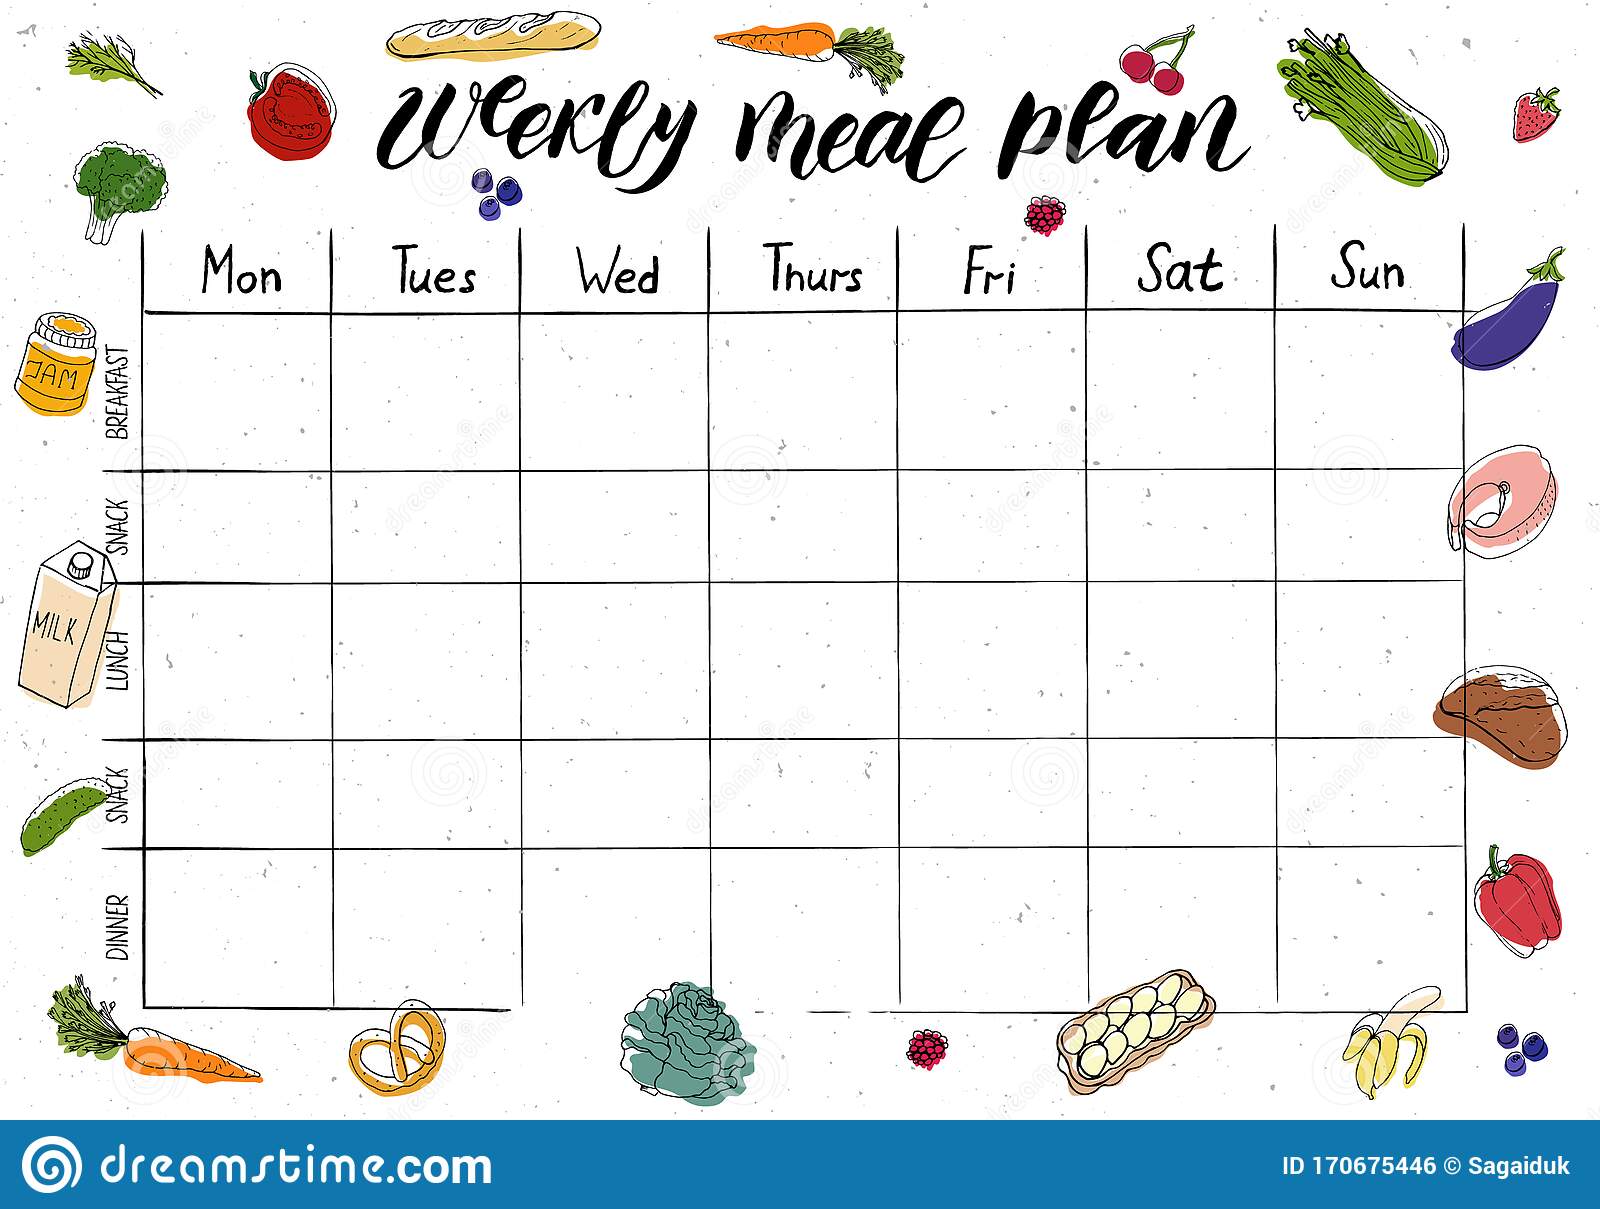 Weekly meal plan
Mon Tues Wed Thurs Fri Sat Sun
BREAKFAST
JAM
SNACK
MILK
LUNCH
SNACK
DINNER
dreamstime.com
ID 170675446 © Sagaiduk